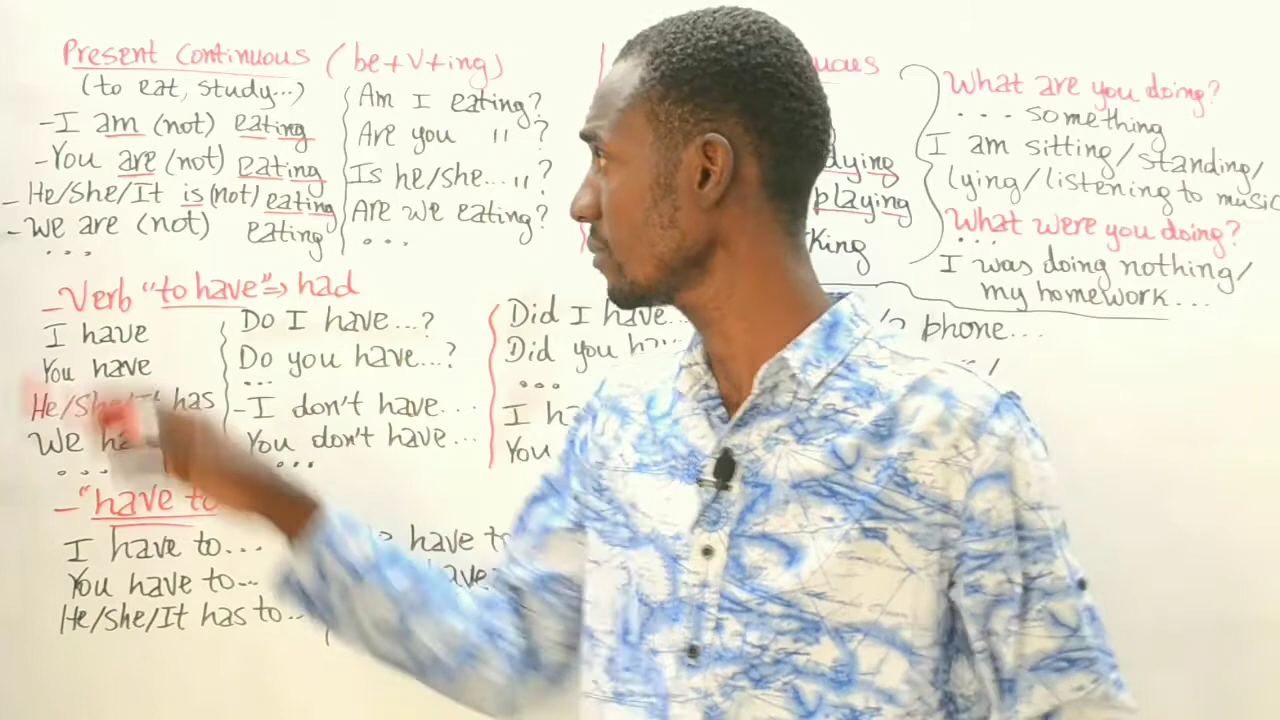 Present Continuous (be+V+ing)
(to eat, study...)
-I am (not) eating
-You are (not) eating
-He/She/It is (not) eating
-We are (not) eating
...
Am I eating?
Are you " ?
Is he/she... " ?
Are we eating?
...
dying
playing
king
What are you doing?
... something
I am sitting/standing/
lying/listening to music
What were you doing?
...
I was doing nothing/
my homework...
-Verb "to have" => had
I have
You have
He/She/It has
We
...
Do I have...?
Do you have...?
...
-I don't have...
You don't have...
...
Did I have...
Did you
...
I
You
phone...
-"have to
I have to...
You have to...
He/She/It has to...
have to